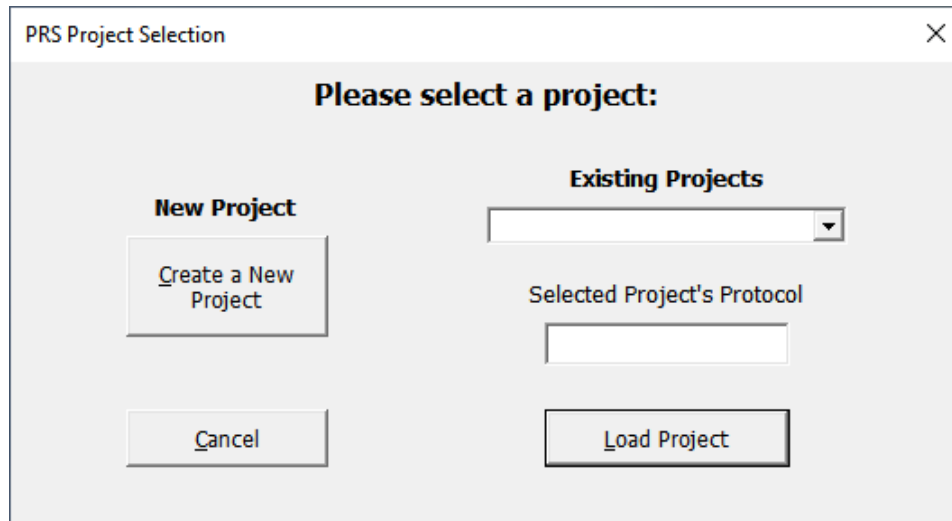 PRS Project Selection
Please select a project:
Existing Projects
New Project
Create a New
Project
Selected Project's Protocol
Cancel
Load Project